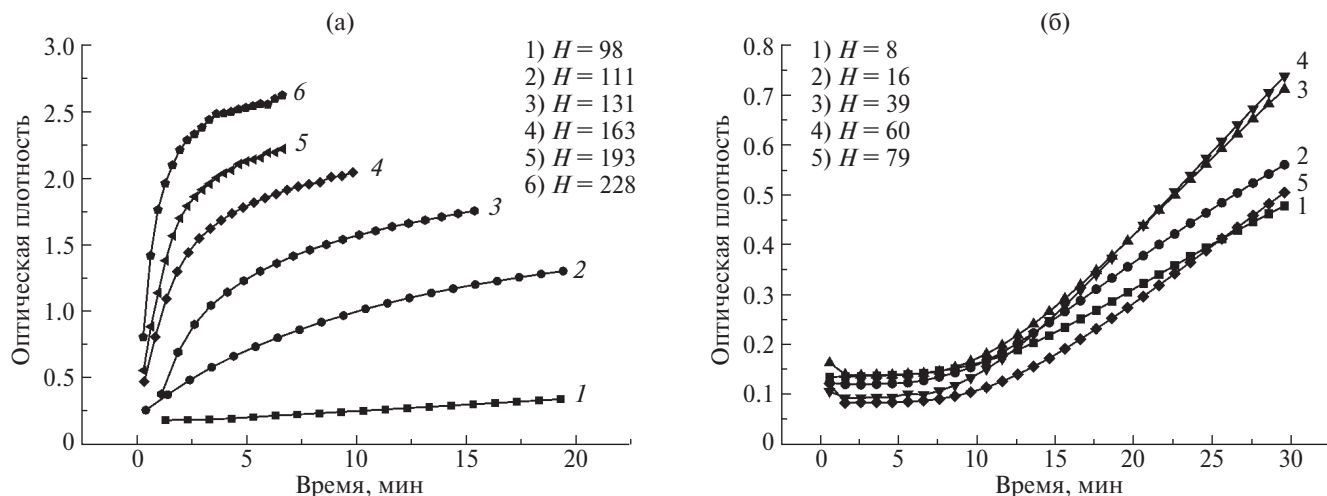 (а)
Оптическая плотность
3.0
2.5
2.0
1.5
1.0
0.5
0
0
5
10
15
20
Время, мин
1) H = 98
2) H = 111
3) H = 131
4) H = 163
5) H = 193
6) H = 228
6
5
4
3
2
1
(б)
Оптическая плотность
0.8
0.7
0.6
0.5
0.4
0.3
0.2
0.1
0
0
5
10
15
20
25
30
Время, мин
1) H = 8
2) H = 16
3) H = 39
4) H = 60
5) H = 79
4
3
2
5
1